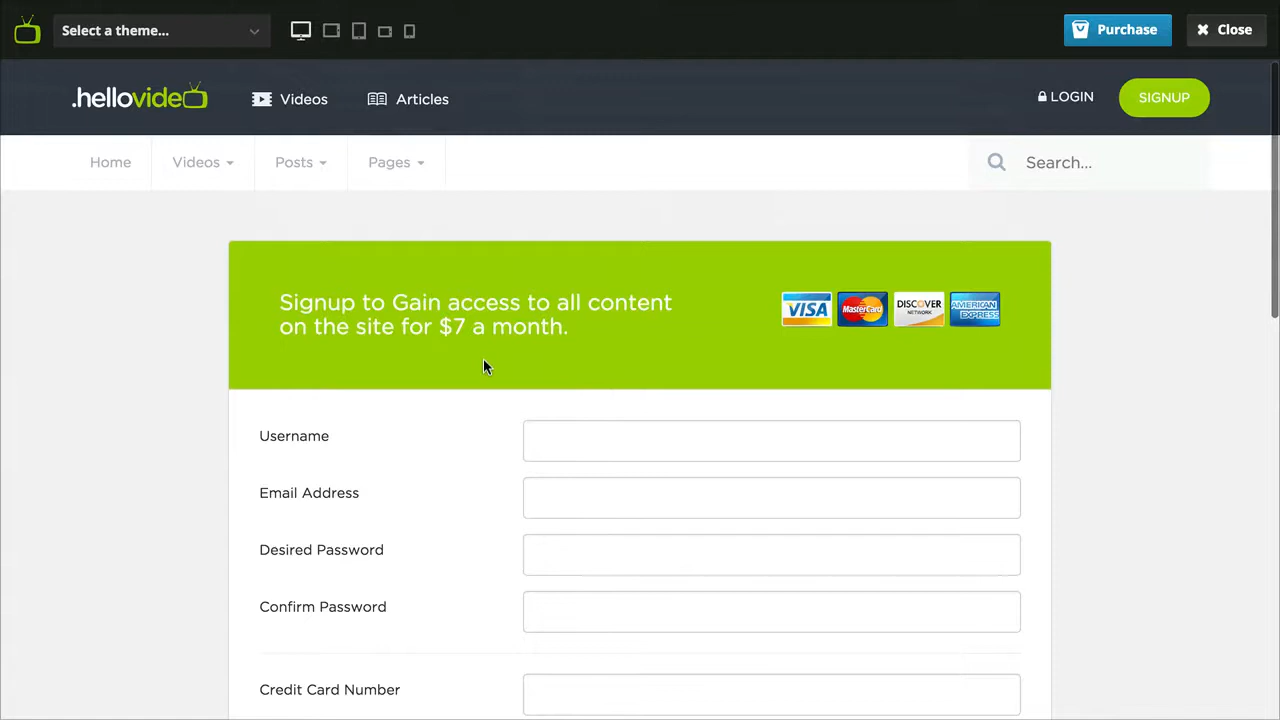 Select a theme...
Purchase
Close
.hellovideo
Videos
Articles
LOGIN
SIGNUP
Home
Videos
Posts
Pages
Search...
Signup to Gain access to all content
on the site for $7 a month.
VISA
MasterCard
DISCOVER
NETWORK
AMERICAN
EXPRESS
Username
Email Address
Desired Password
Confirm Password
Credit Card Number